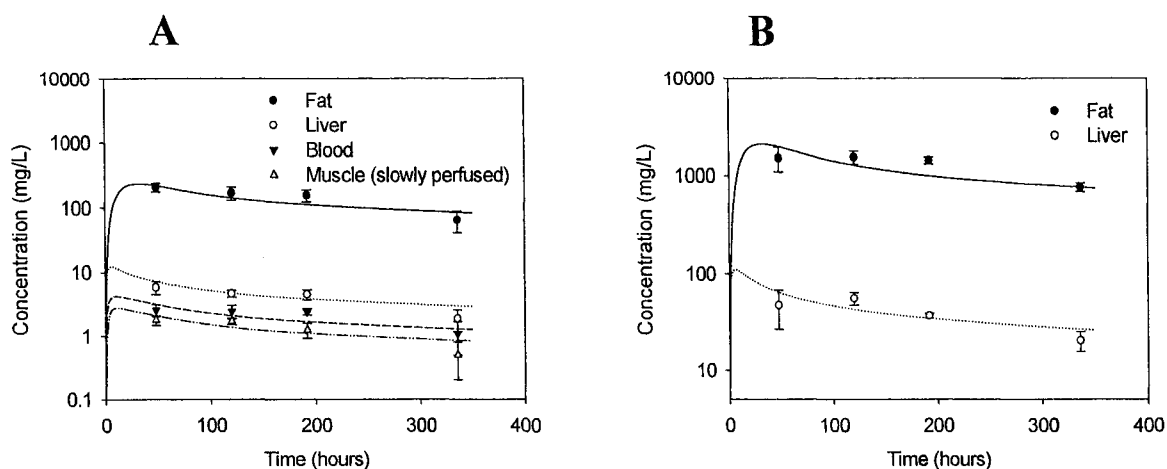 A
10000
1000
100
10
1
0.1
Concentration (mg/L)
Fat
Liver
Blood
Muscle (slowly perfused)
0
100
200
300
400
Time (hours)
B
10000
1000
100
10
Concentration (mg/L)
Fat
Liver
0
100
200
300
400
Time (hours)